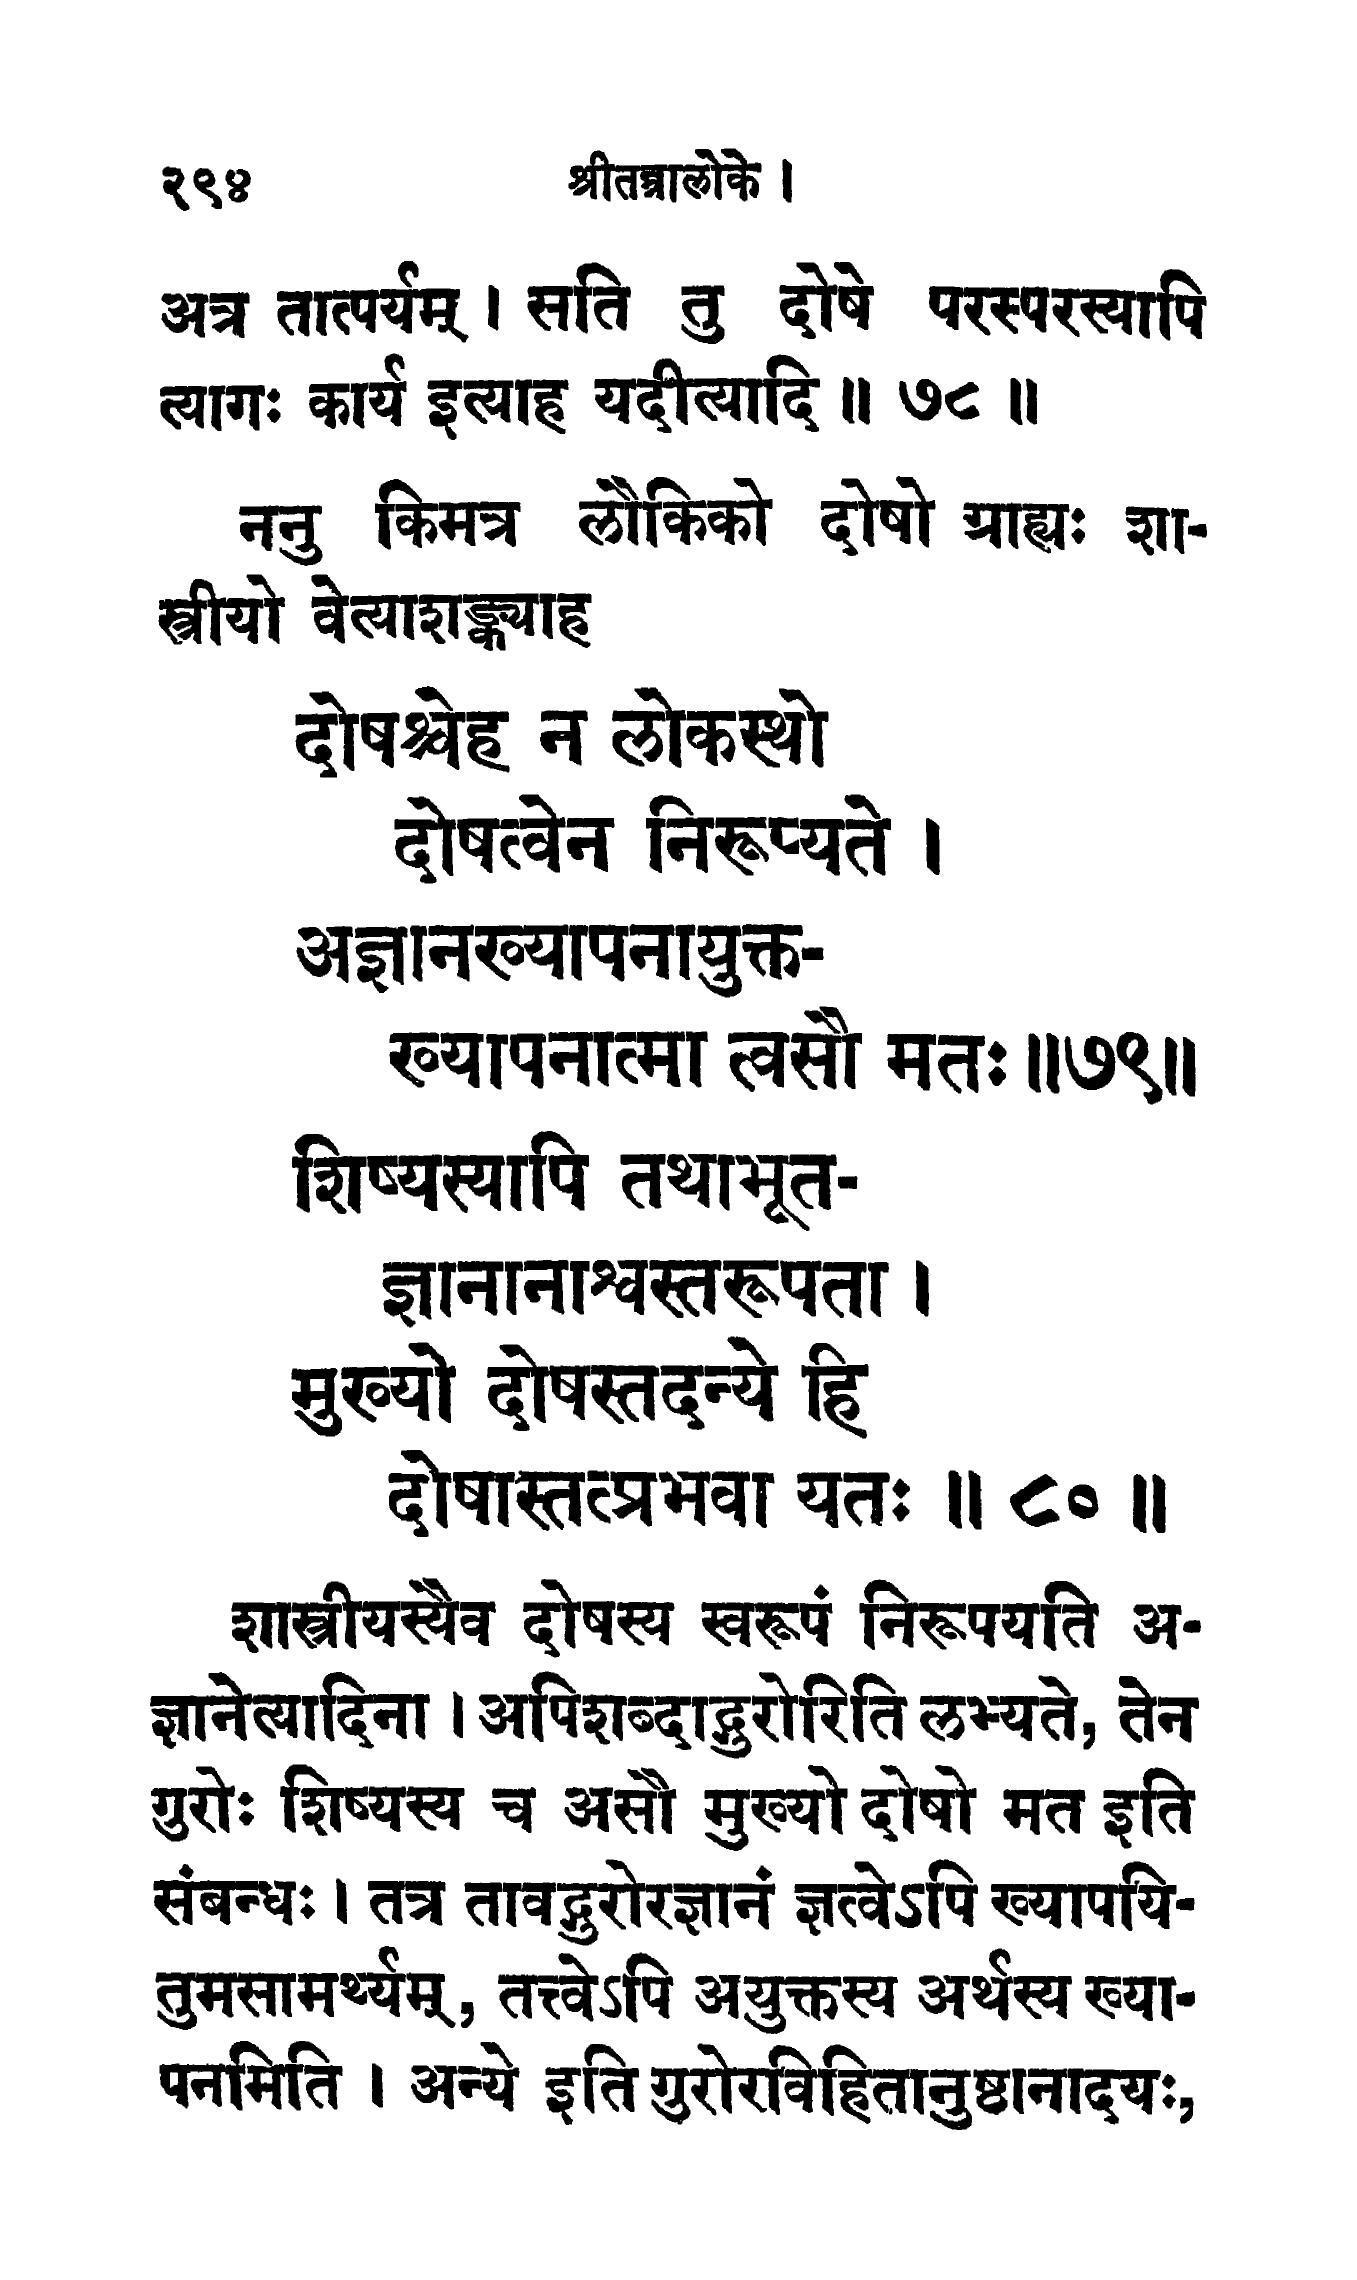 २९४ श्रीतन्त्रालोके ।
अत्र तात्पर्यम् । सति तु दोषे परस्परस्यापि
त्यागः कार्य इत्याह यदीत्यादि ॥ ७८ ॥
ननु किमत्र लौकिको दोषो ग्राह्यः शा-
स्त्रीयो वेत्याशङ्क्याह
दोषश्चेह न लोकस्थो
दोषत्वेन निरूप्यते ।
अज्ञानख्यापनायुक्त-
ख्यापनात्मा त्वसौ मतः ॥७९॥
शिष्यस्यापि तथाभूत-
ज्ञानानाश्वस्तरूपता ।
मुख्यो दोषस्तदन्ये हि
दोषास्तत्प्रभवा यतः ॥ ८० ॥
शास्त्रीयस्यैव दोषस्य स्वरूपं निरूपयति अ-
ज्ञानेत्यादिना । अपिशब्दाद्गुरोरिति लभ्यते, तेन
गुरोः शिष्यस्य च असौ मुख्यो दोषो मत इति
संबन्धः । तत्र तावद्गुरोरज्ञानं ज्ञत्वेऽपि ख्यापयि-
तुमसामर्थ्यम्, तत्त्वेऽपि अयुक्तस्य अर्थस्य ख्या-
पनमिति । अन्ये इति गुरोरविहितानुष्ठानादयः,